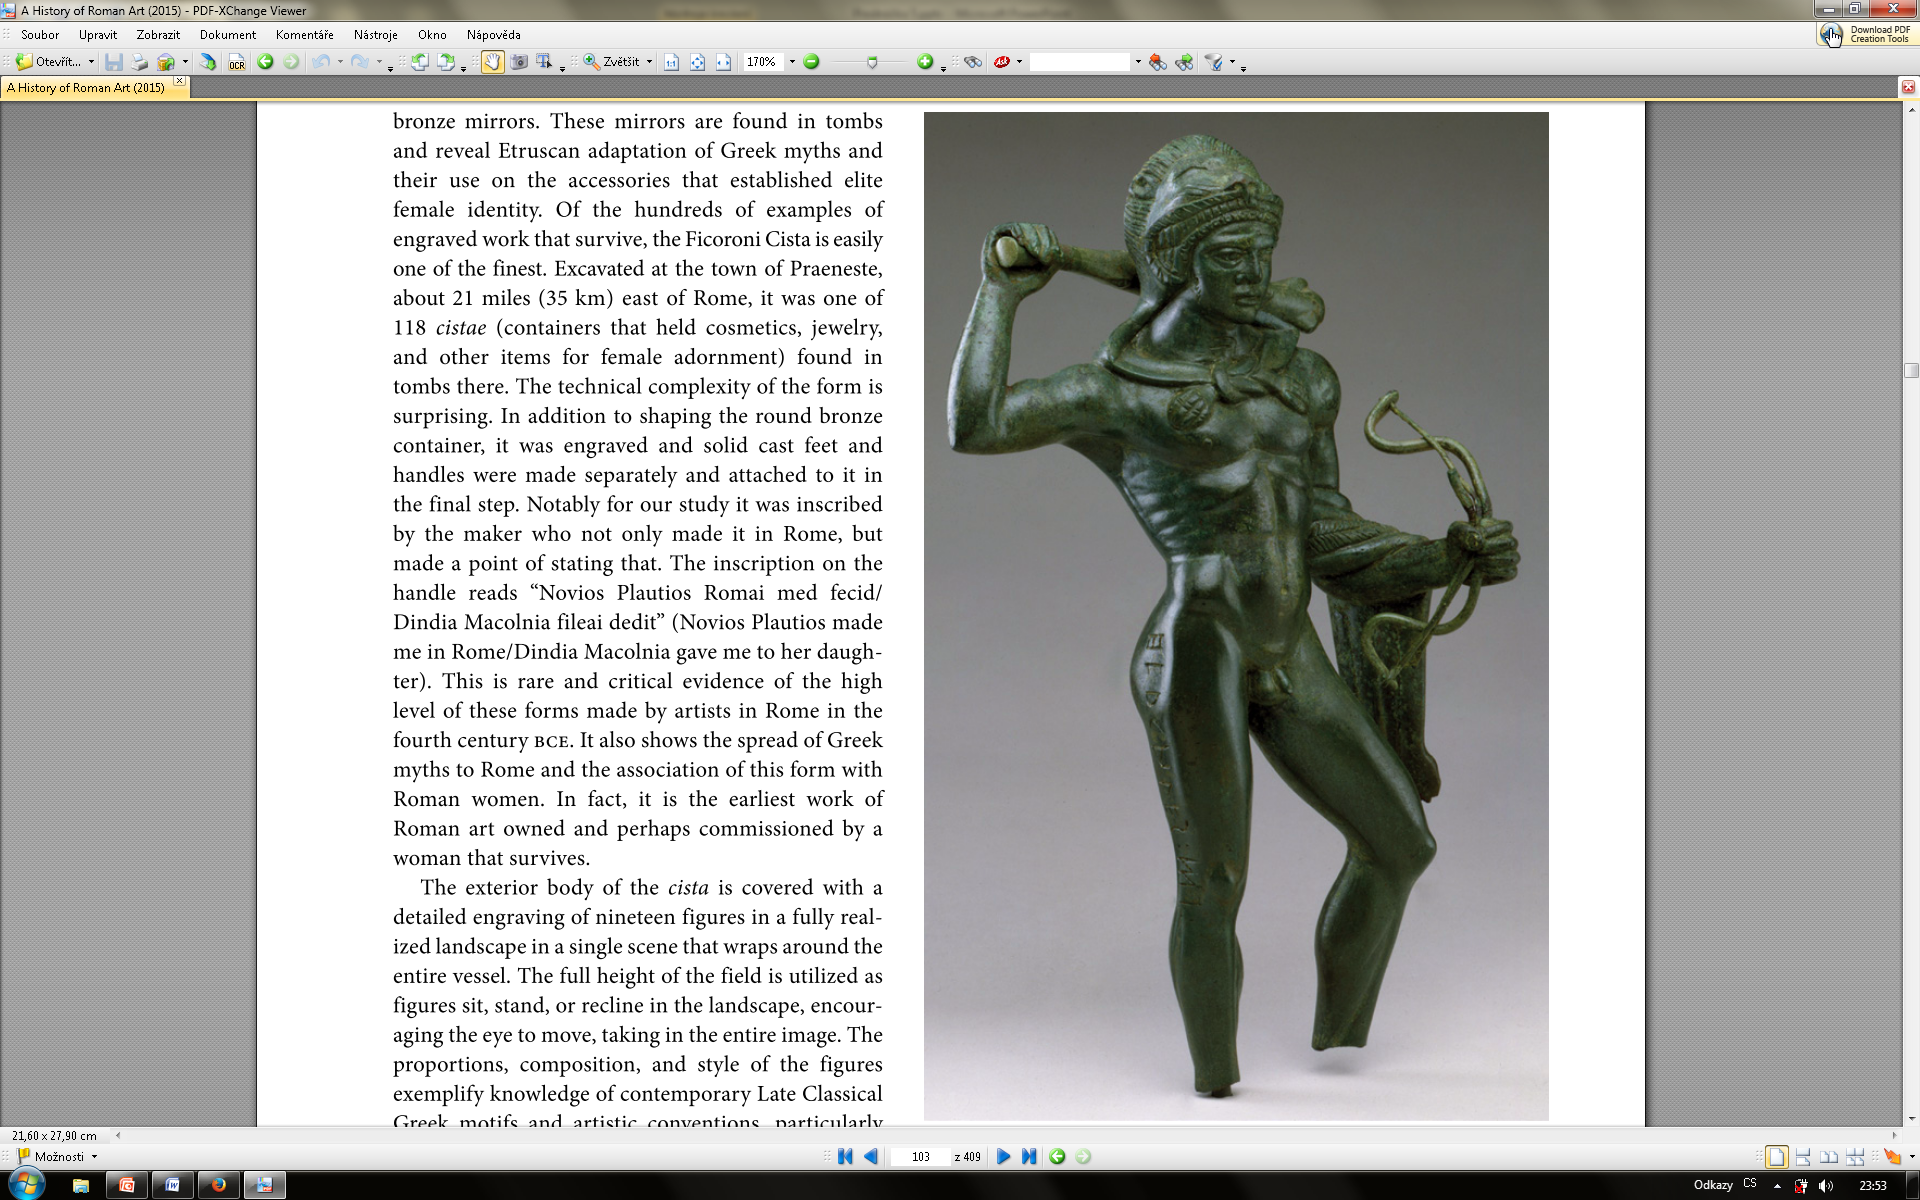 A History of Roman Art (2015) - PDF-XChange Viewer
Soubor Upravit Zobrazit Dokument Komentáře Nástroje Okno Nápověda
Download PDF
Creation Tools
Otevřít... OCR Zvětšit 1:1 170% Ask
A History of Roman Art (2015)
bronze mirrors. These mirrors are found in tombs
and reveal Etruscan adaptation of Greek myths and
their use on the accessories that established elite
female identity. Of the hundreds of examples of
engraved work that survive, the Ficoroni Cista is easily
one of the finest. Excavated at the town of Praeneste,
about 21 miles (35 km) east of Rome, it was one of
118 cistae (containers that held cosmetics, jewelry,
and other items for female adornment) found in
tombs there. The technical complexity of the form is
surprising. In addition to shaping the round bronze
container, it was engraved and solid cast feet and
handles were made separately and attached to it in
the final step. Notably for our study it was inscribed
by the maker who not only made it in Rome, but
made a point of stating that. The inscription on the
handle reads “Novios Plautios Romai med fecid/
Dindia Macolnia fileai dedit” (Novios Plautios made
me in Rome/Dindia Macolnia gave me to her daugh-
ter). This is rare and critical evidence of the high
level of these forms made by artists in Rome in the
fourth century BCE. It also shows the spread of Greek
myths to Rome and the association of this form with
Roman women. In fact, it is the earliest work of
Roman art owned and perhaps commissioned by a
woman that survives.
The exterior body of the cista is covered with a
detailed engraving of nineteen figures in a fully real-
ized landscape in a single scene that wraps around the
entire vessel. The full height of the field is utilized as
figures sit, stand, or recline in the landscape, encour-
aging the eye to move, taking in the entire image. The
proportions, composition, and style of the figures
exemplify knowledge of contemporary Late Classical
Greek motifs and artistic conventions, particularly
21,60 x 27,90 cm
Možnosti 103 z 409
Odkazy CS 23:53